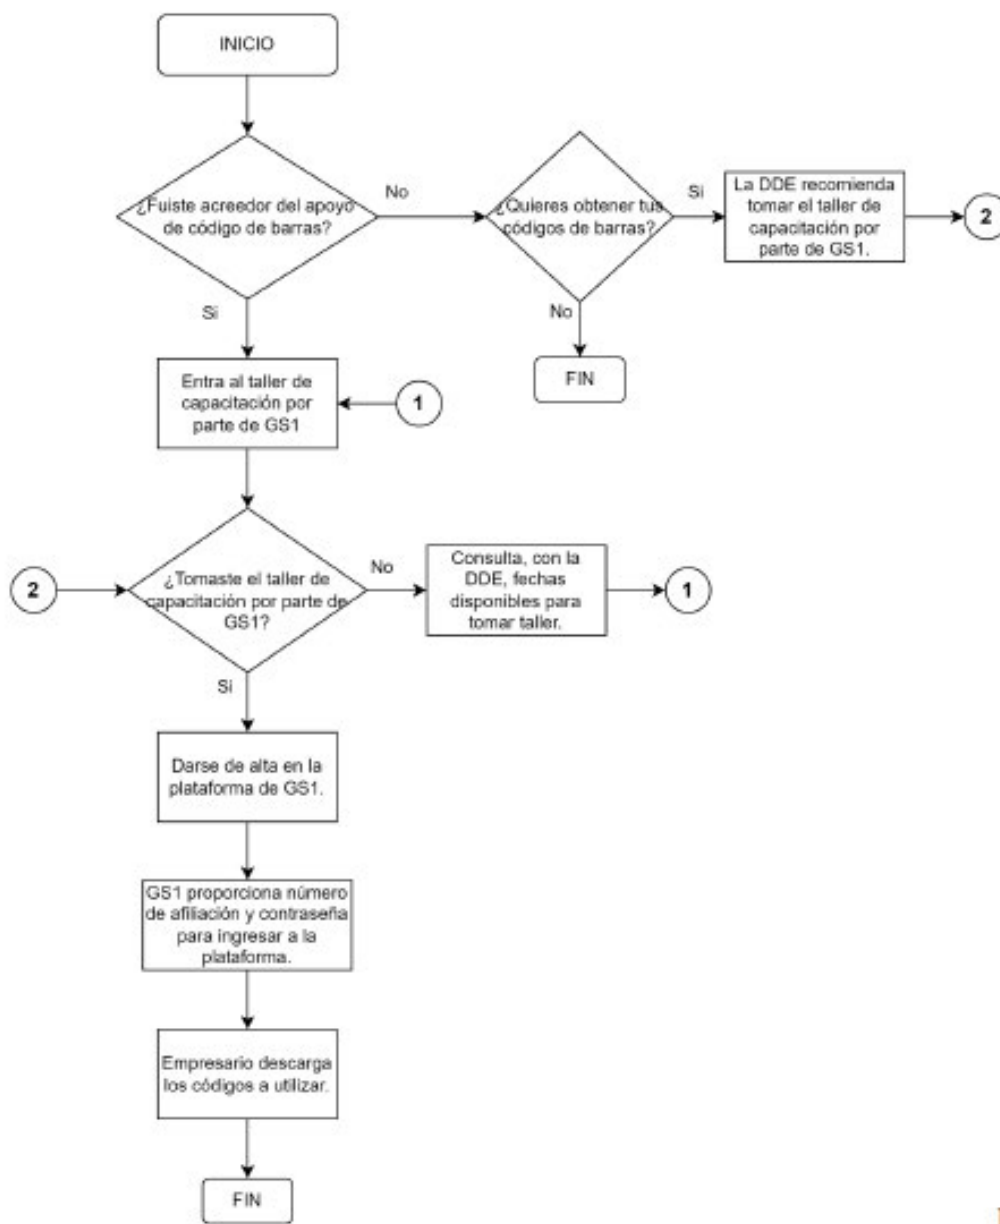 INICIO
¿Fuiste acreedor del apoyo
de código de barras?
No
¿Quieres obtener tus
códigos de barras?
Si
La DDE recomienda
tomar el taller de
capacitación por
parte de GS1.
2
Si
No
FIN
Entra al taller de
capacitación por
parte de GS1
1
2
¿Tomaste el taller de
capacitación por parte de
GS1?
No
Consulta, con la
DDE, fechas
disponibles para
tomar taller.
1
Si
Darse de alta en la
plataforma de GS1.
GS1 proporciona número
de afiliación y contraseña
para ingresar a la
plataforma.
Empresario descarga
los códigos a utilizar.
FIN